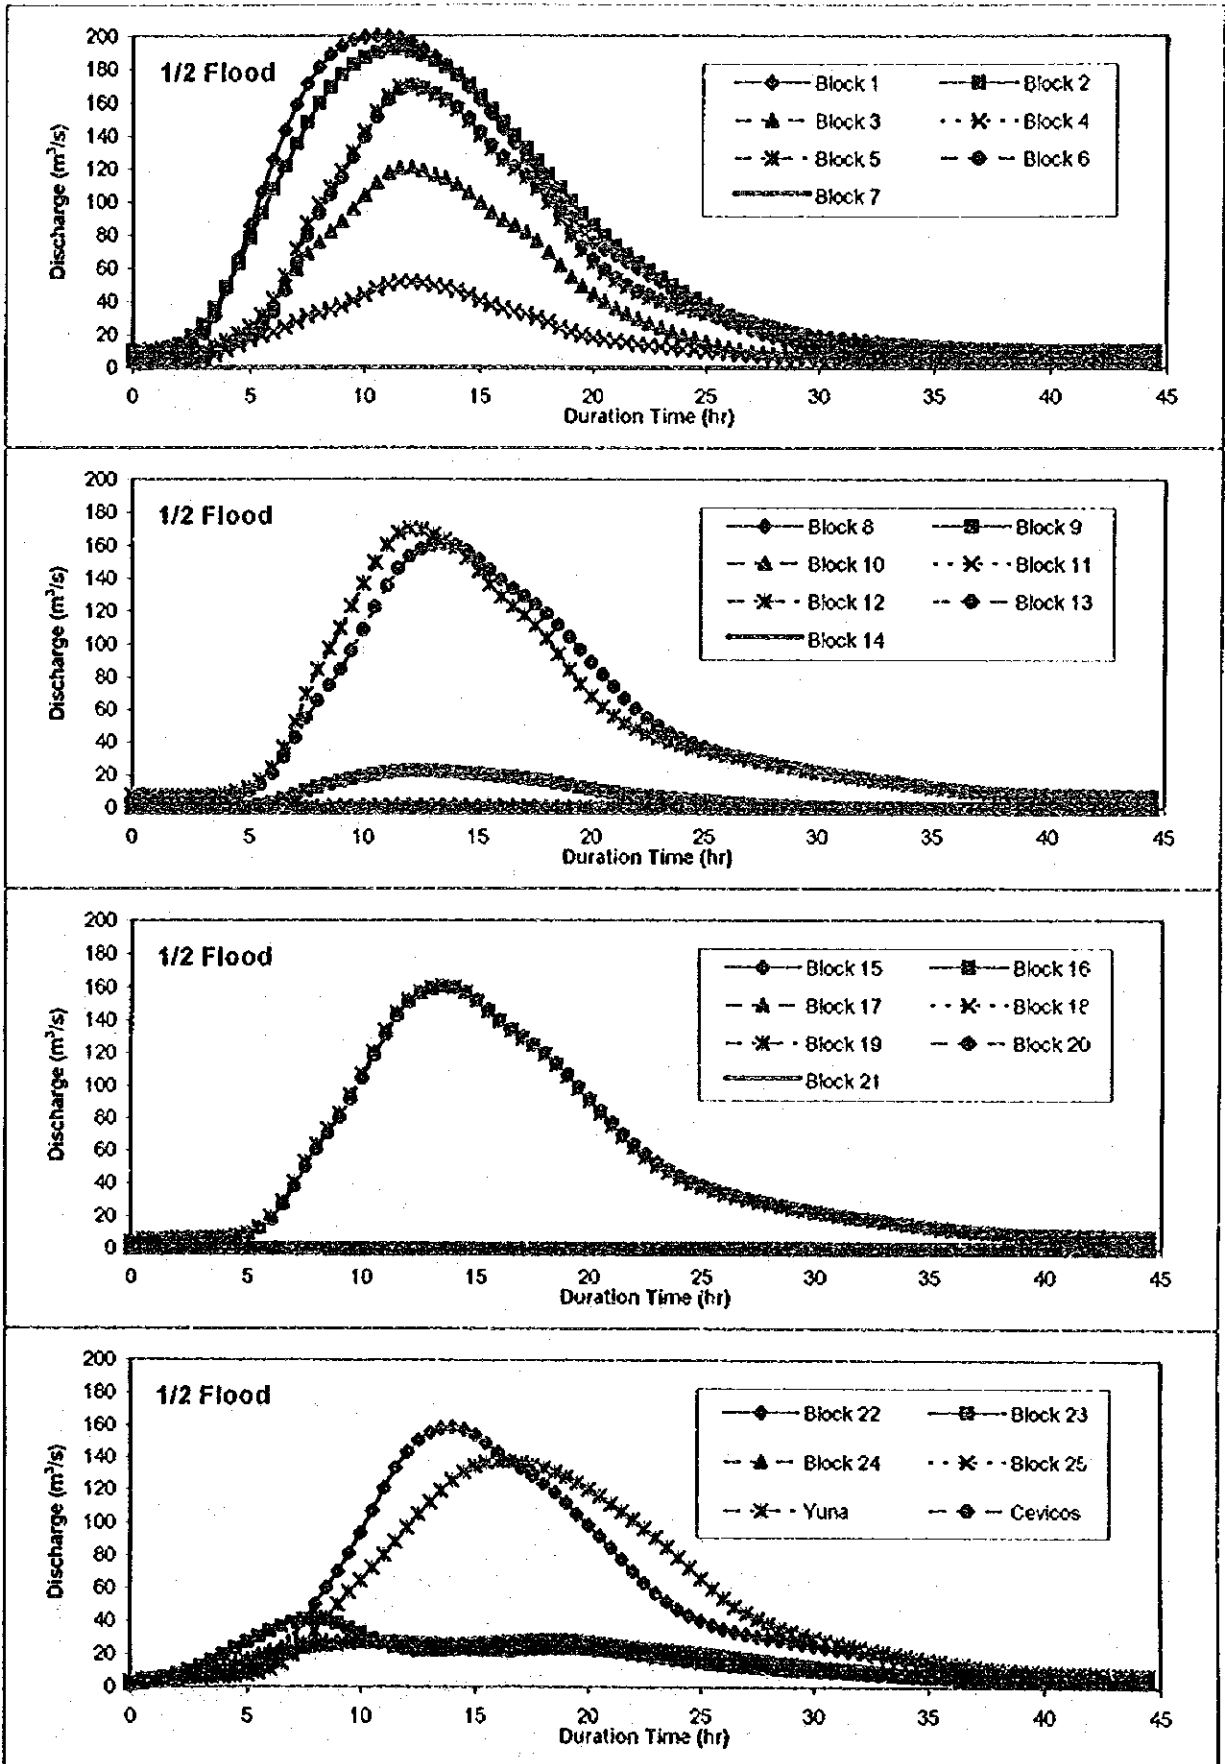 1/2 Flood
Discharge (m³/s)
200
180
160
140
120
100
80
60
40
20
0
Block 1
Block 2
Block 3
Block 4
Block 5
Block 6
Block 7
0 5 10 15 20 25 30 35 40 45
Duration Time (hr)
1/2 Flood
Discharge (m³/s)
200
180
160
140
120
100
80
60
40
20
0
Block 8
Block 9
Block 10
Block 11
Block 12
Block 13
Block 14
0 5 10 15 20 25 30 35 40 45
Duration Time (hr)
1/2 Flood
Discharge (m³/s)
200
180
160
140
120
100
80
60
40
20
0
Block 15
Block 16
Block 17
Block 18
Block 19
Block 20
Block 21
0 5 10 15 20 25 30 35 40 45
Duration Time (hr)
1/2 Flood
Discharge (m³/s)
200
180
160
140
120
100
80
60
40
20
0
Block 22
Block 23
Block 24
Block 25
Yuna
Cevicos
0 5 10 15 20 25 30 35 40 45
Duration Time (hr)